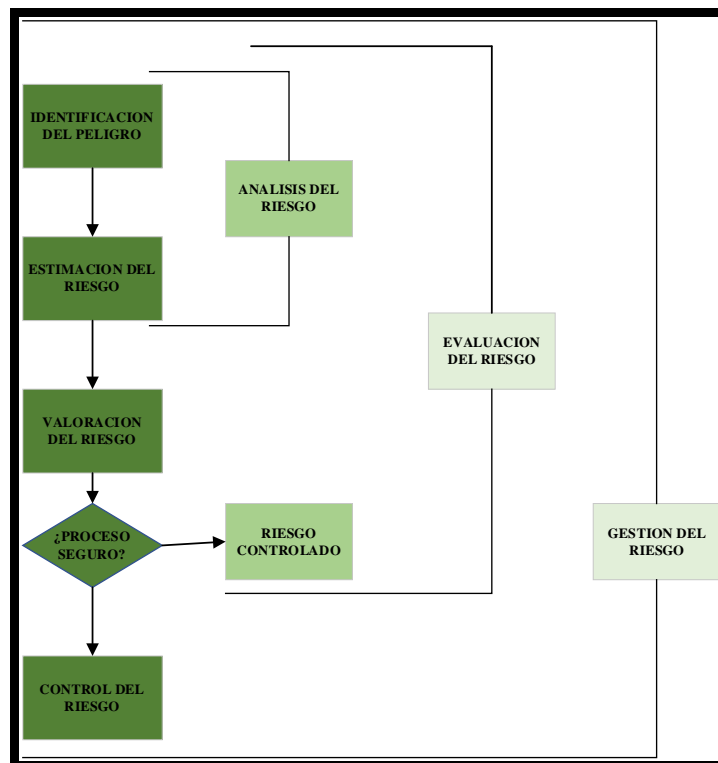 IDENTIFICACION
DEL PELIGRO
ANALISIS DEL
RIESGO
ESTIMACION DEL
RIESGO
EVALUACION
DEL RIESGO
VALORACION
DEL RIESGO
¿PROCESO
SEGURO?
RIESGO
CONTROLADO
GESTION DEL
RIESGO
CONTROL DEL
RIESGO